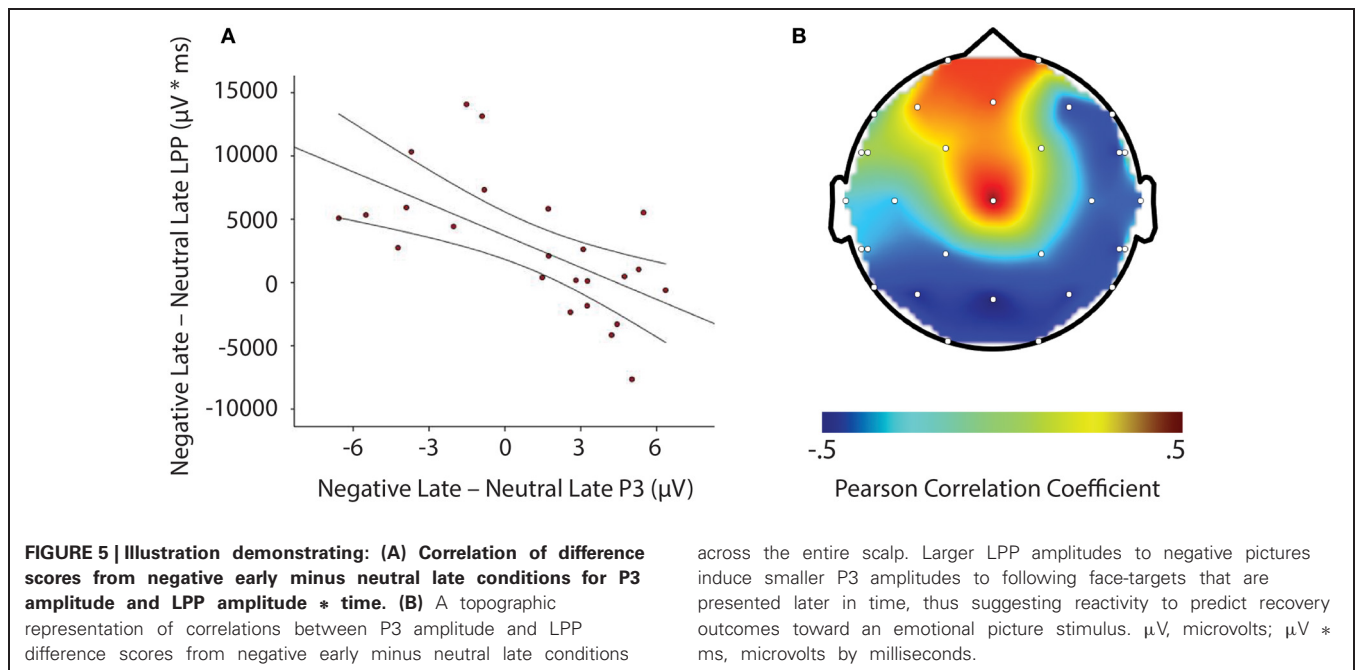 A
B
Negative Late – Neutral Late LPP (µV * ms)
15000
10000
5000
0
-5000
-10000
-6 -3 0 3 6
Negative Late – Neutral Late P3 (µV)
-.5 .5
Pearson Correlation Coefficient
FIGURE 5 | Illustration demonstrating: (A) Correlation of difference
scores from negative early minus neutral late conditions for P3
amplitude and LPP amplitude * time. (B) A topographic
representation of correlations between P3 amplitude and LPP
difference scores from negative early minus neutral late conditions
across the entire scalp. Larger LPP amplitudes to negative pictures
induce smaller P3 amplitudes to following face-targets that are
presented later in time, thus suggesting reactivity to predict recovery
outcomes toward an emotional picture stimulus. µV, microvolts; µV *
ms, microvolts by milliseconds.